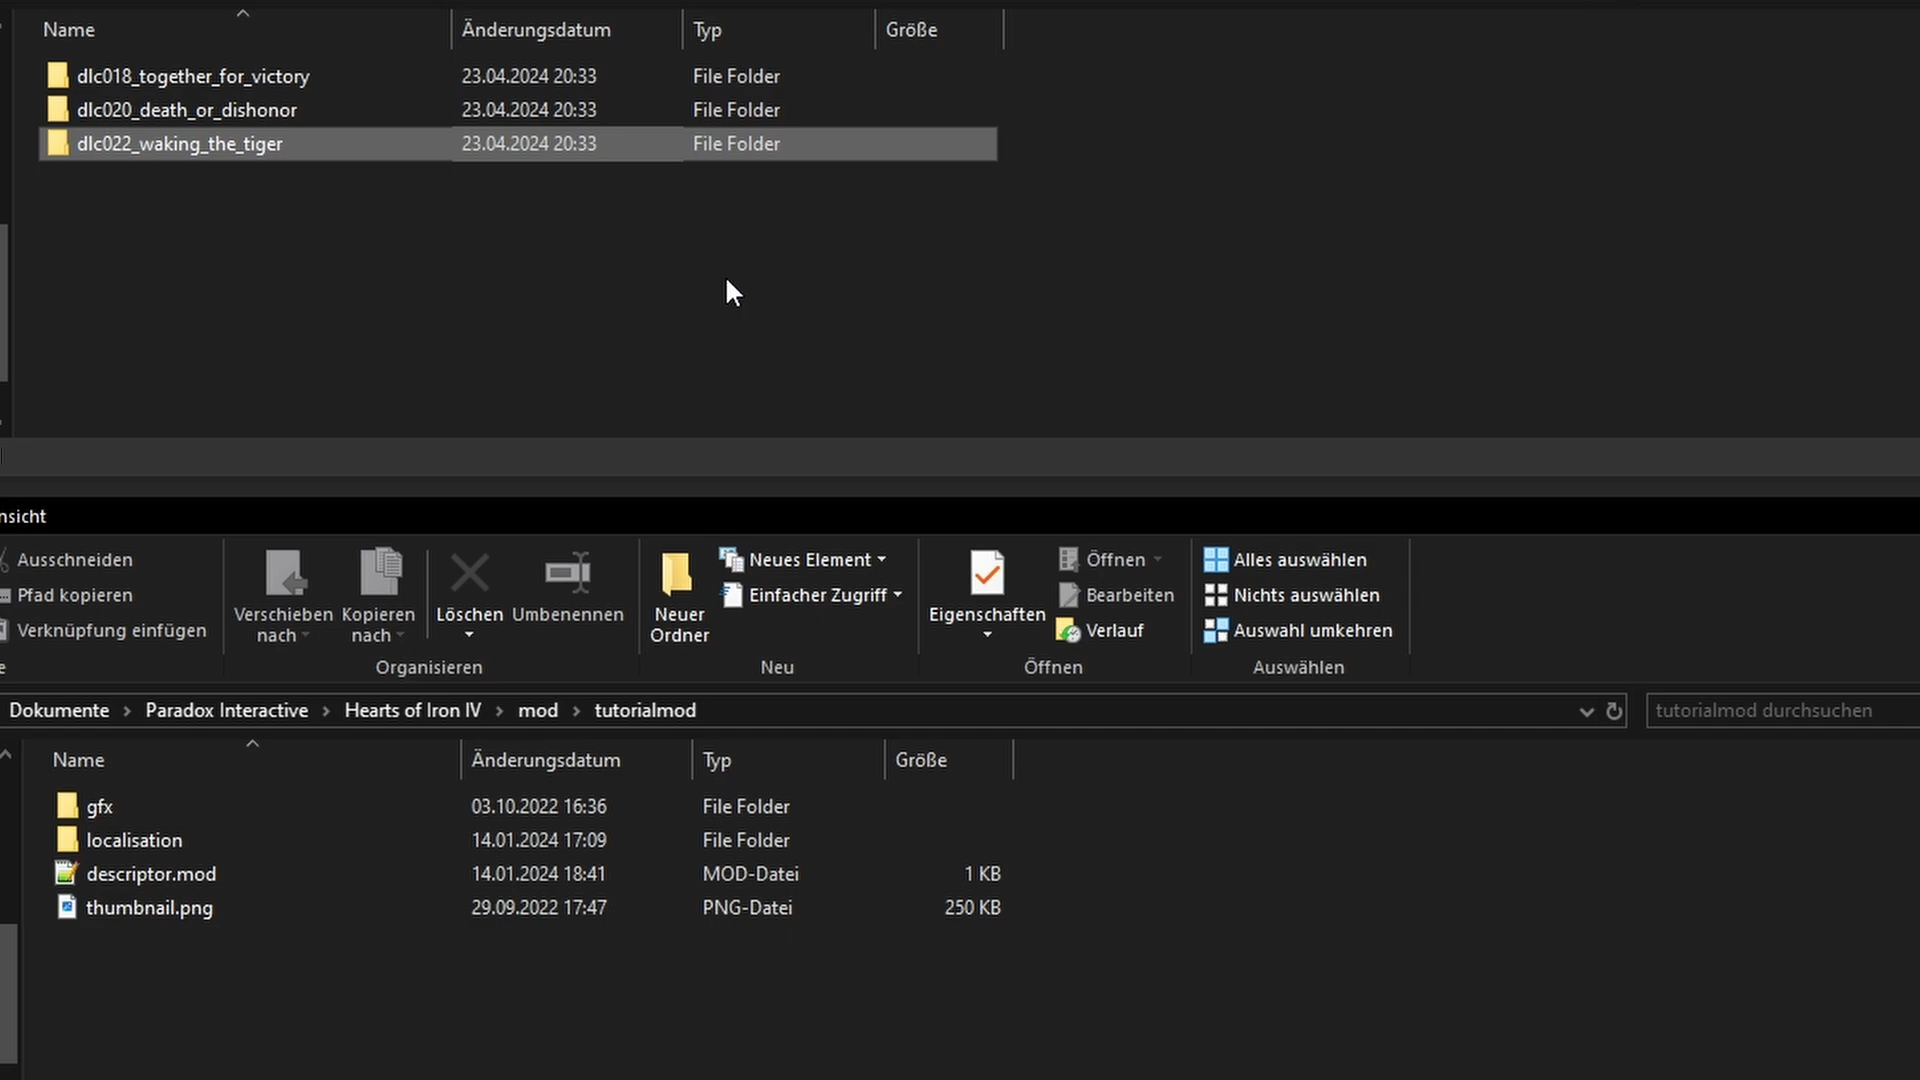 Name Änderungsdatum Typ Größe
dlc018_together_for_victory 23.04.2024 20:33 File Folder
dlc020_death_or_dishonor 23.04.2024 20:33 File Folder
dlc022_waking_the_tiger 23.04.2024 20:33 File Folder
nsicht
Ausschneiden
Pfad kopieren
Verknüpfung einfügen
Verschieben nach
Kopieren nach
Löschen
Umbenennen
Organisieren
Neuer Ordner
Neues Element
Einfacher Zugriff
Neu
Eigenschaften
Öffnen
Bearbeiten
Verlauf
Öffnen
Alles auswählen
Nichts auswählen
Auswahl umkehren
Auswählen
Dokumente > Paradox Interactive > Hearts of Iron IV > mod > tutorialmod
tutorialmod durchsuchen
Name Änderungsdatum Typ Größe
gfx 03.10.2022 16:36 File Folder
localisation 14.01.2024 17:09 File Folder
descriptor.mod 14.01.2024 18:41 MOD-Datei 1 KB
thumbnail.png 29.09.2022 17:47 PNG-Datei 250 KB